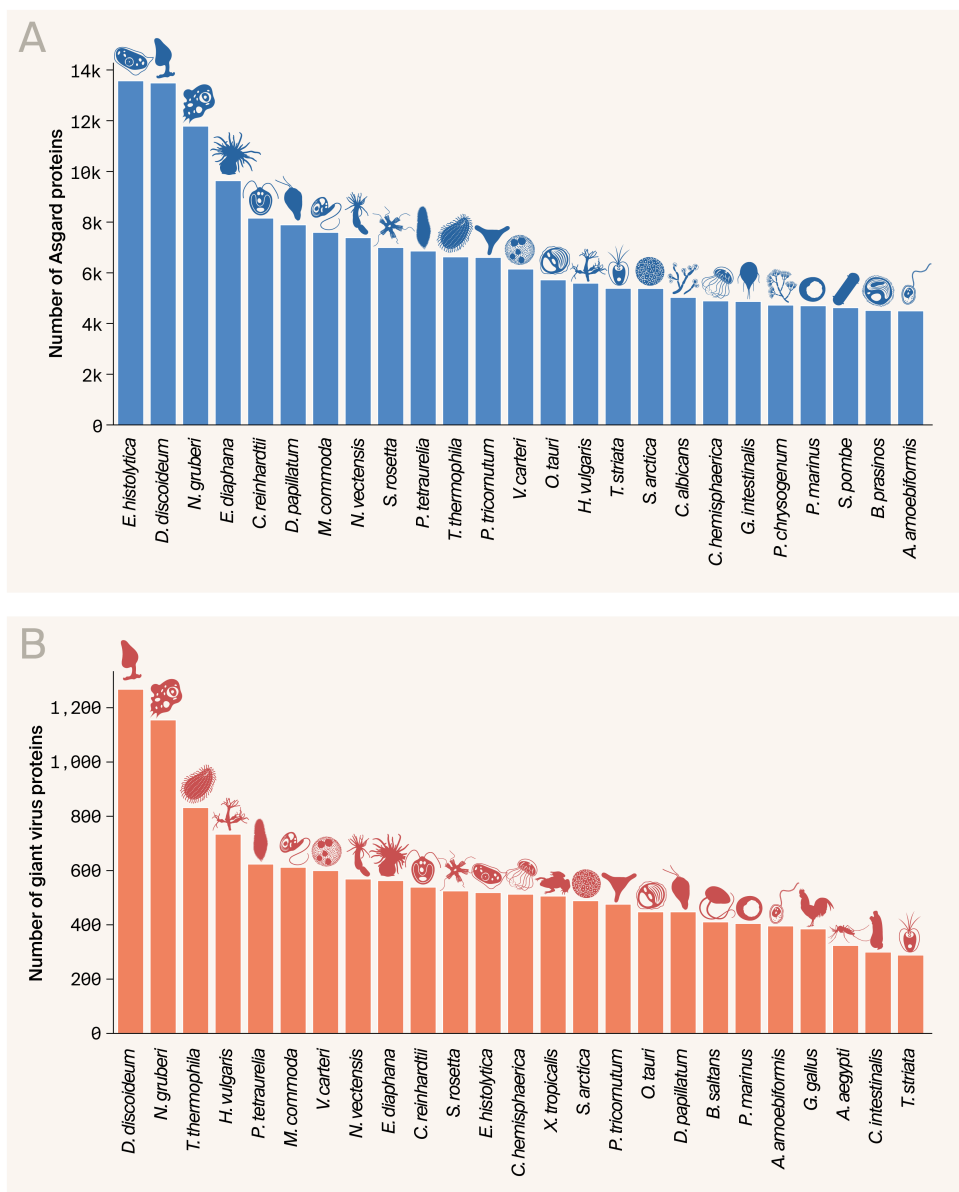 A
Number of Asgard proteins
14k
12k
10k
8k
6k
4k
2k
0
E. histolytica
D. discoleum
N. gruberi
E. diaphana
C. reinhardtii
D. papillatum
M. commoda
N. vectensis
S. rosetta
P. tetraurelia
T. thermophila
P. tricornutum
V. carteri
O. tauri
H. vulgaris
T. striata
S. arctica
C. albicans
C. hemisphaerica
G. intestinalis
P. chrysogenum
P. marinus
S. pombe
B. prasinos
A. amoebiformis
B
Number of giant virus proteins
1,200
1,000
800
600
400
200
0
D. discoideum
N. gruberi
T. thermophila
H. vulgaris
P. tetraurelia
M. commoda
V. carteri
N. vectensis
E. diaphana
C. reinhardtii
S. rosetta
E. histolytica
C. hemisphaerica
X. tropicalis
S. arctica
P. tricornutum
O. tauri
D. papillatum
B. saltans
P. marinus
A. amoebiformis
G. gallus
A. aegypti
C. intestinalis
T. striata